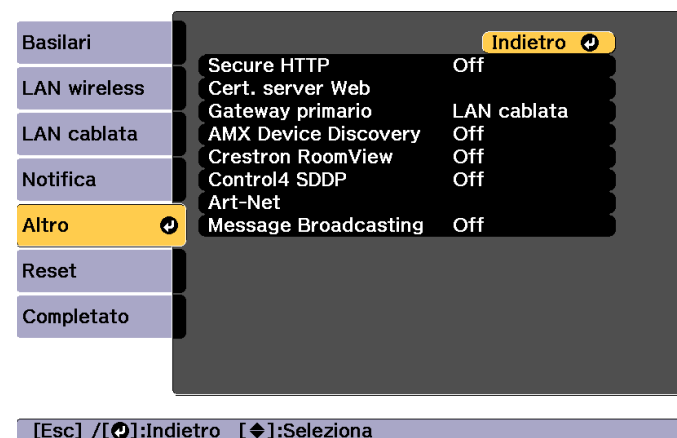 Basilari
LAN wireless
LAN cablata
Notifica
Altro
Reset
Completato
Indietro
Secure HTTP Off
Cert. server Web
Gateway primario LAN cablata
AMX Device Discovery Off
Crestron RoomView Off
Control4 SDDP Off
Art-Net
Message Broadcasting Off
[Esc] /[ ]:Indietro [ ]:Seleziona